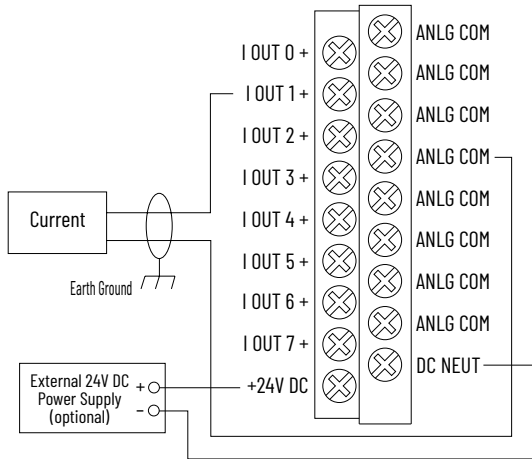 I OUT 0 +
I OUT 1 +
I OUT 2 +
I OUT 3 +
I OUT 4 +
I OUT 5 +
I OUT 6 +
I OUT 7 +
+24V DC
ANLG COM
ANLG COM
ANLG COM
ANLG COM
ANLG COM
ANLG COM
ANLG COM
ANLG COM
DC NEUT
Current
Earth Ground
External 24V DC
Power Supply
(optional)
+
-